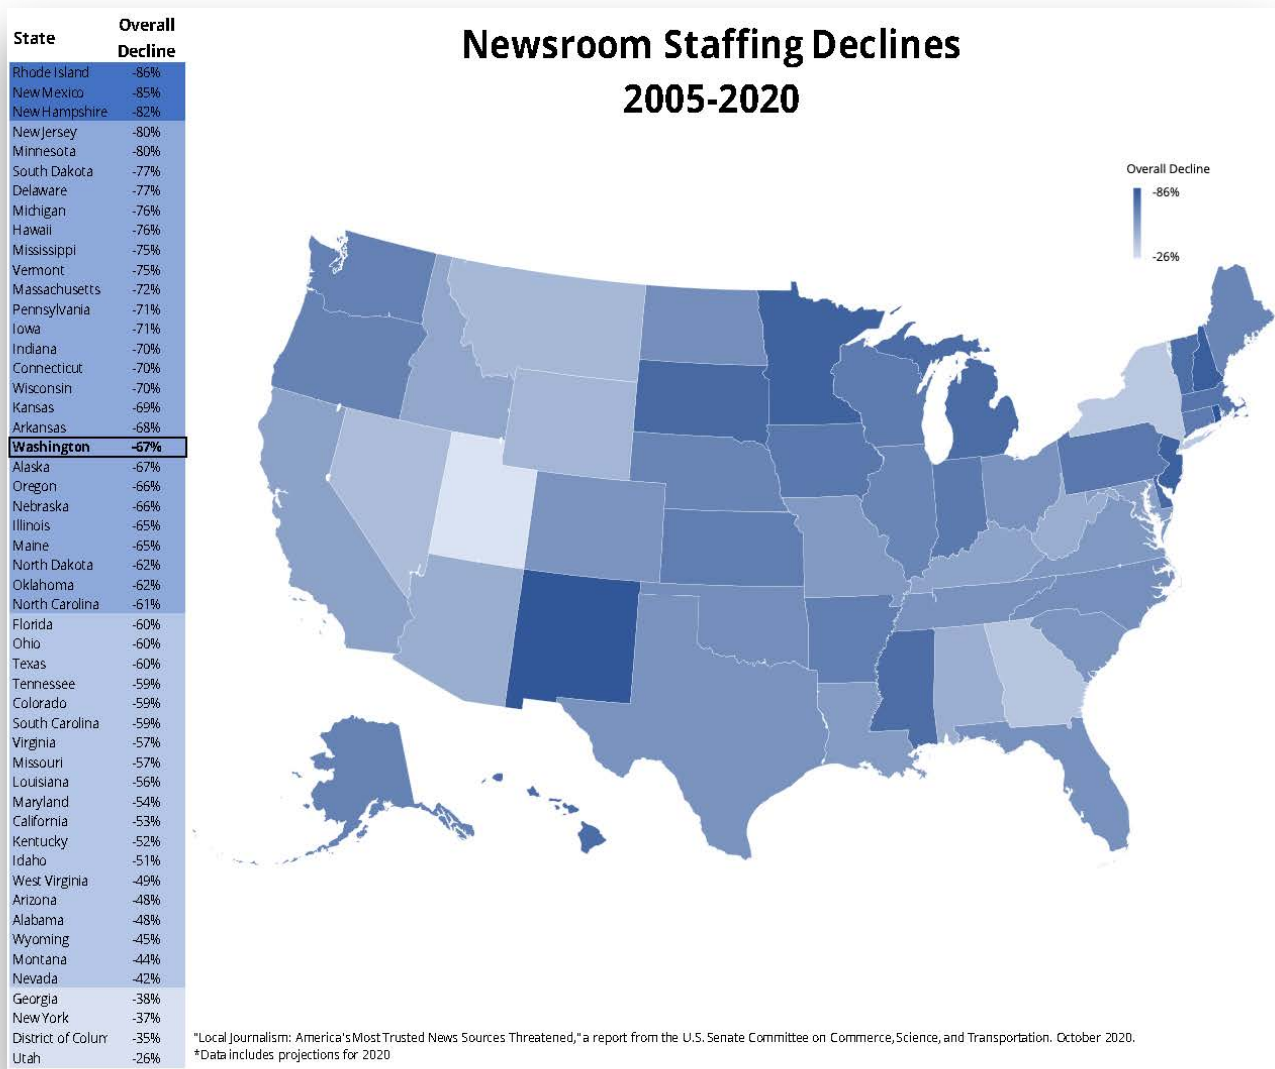 Newsroom Staffing Declines
2005-2020
State Overall Decline
Rhode Island -86%
New Mexico -85%
New Hampshire -82%
New Jersey -80%
Minnesota -80%
South Dakota -77%
Delaware -77%
Michigan -76%
Hawaii -76%
Mississippi -75%
Vermont -75%
Massachusetts -72%
Pennsylvania -71%
Iowa -71%
Indiana -70%
Connecticut -70%
Wisconsin -70%
Kansas -69%
Arkansas -68%
Washington -67%
Alaska -67%
Oregon -66%
Nebraska -66%
Illinois -65%
Maine -65%
North Dakota -62%
Oklahoma -62%
North Carolina -61%
Florida -60%
Ohio -60%
Texas -60%
Tennessee -59%
Colorado -59%
South Carolina -59%
Virginia -57%
Missouri -57%
Louisiana -56%
Maryland -54%
California -53%
Kentucky -52%
Idaho -51%
West Virginia -49%
Arizona -48%
Alabama -48%
Wyoming -45%
Montana -44%
Nevada -42%
Georgia -38%
New York -37%
District of Colum -35%
Utah -26%
Overall Decline
-86%
-26%
"Local Journalism: America's Most Trusted News Sources Threatened," a report from the U.S. Senate Committee on Commerce, Science, and Transportation. October 2020.
*Data includes projections for 2020